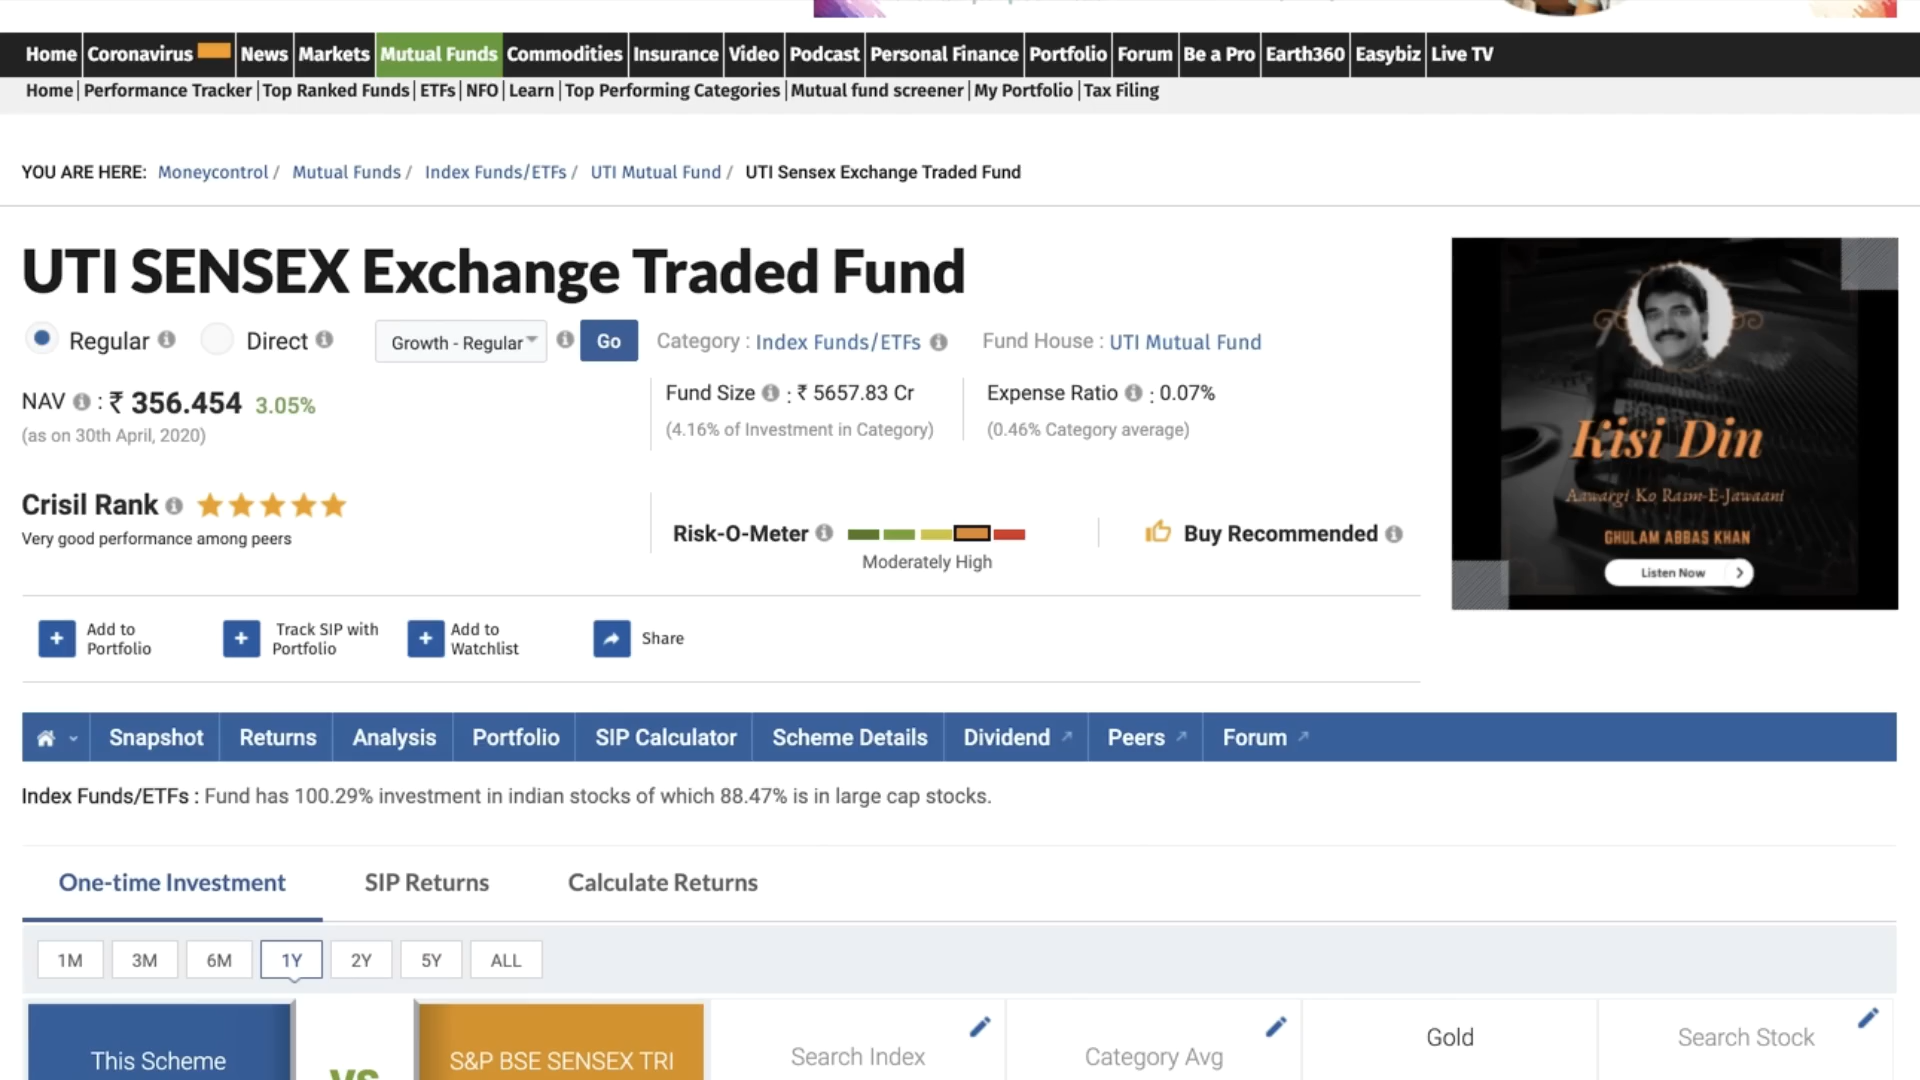 Home Coronavirus News Markets Mutual Funds Commodities Insurance Video Podcast Personal Finance Portfolio Forum Be a Pro Earth360 Easybiz Live TV
Home | Performance Tracker | Top Ranked Funds | ETFs | NFO | Learn | Top Performing Categories | Mutual fund screener | My Portfolio | Tax Filing
YOU ARE HERE: Moneycontrol / Mutual Funds / Index Funds/ETFs / UTI Mutual Fund / UTI Sensex Exchange Traded Fund
UTI SENSEX Exchange Traded Fund
Regular Direct Growth - Regular Go Category : Index Funds/ETFs Fund House : UTI Mutual Fund
NAV : ₹ 356.454 3.05%
(as on 30th April, 2020)
Fund Size : ₹ 5657.83 Cr
(4.16% of Investment in Category)
Expense Ratio : 0.07%
(0.46% Category average)
Crisil Rank
Very good performance among peers
Risk-O-Meter
Moderately High
Buy Recommended
Kisi Din
Aawargi Ko Rasm-E-Jawaani
GHULAM ABBAS KHAN
Listen Now
Add to
Portfolio
Track SIP with
Portfolio
Add to
Watchlist
Share
Snapshot Returns Analysis Portfolio SIP Calculator Scheme Details Dividend Peers Forum
Index Funds/ETFs : Fund has 100.29% investment in indian stocks of which 88.47% is in large cap stocks.
One-time Investment SIP Returns Calculate Returns
1M 3M 6M 1Y 2Y 5Y ALL
This Scheme vs S&P BSE SENSEX TRI Search Index Category Avg Gold Search Stock